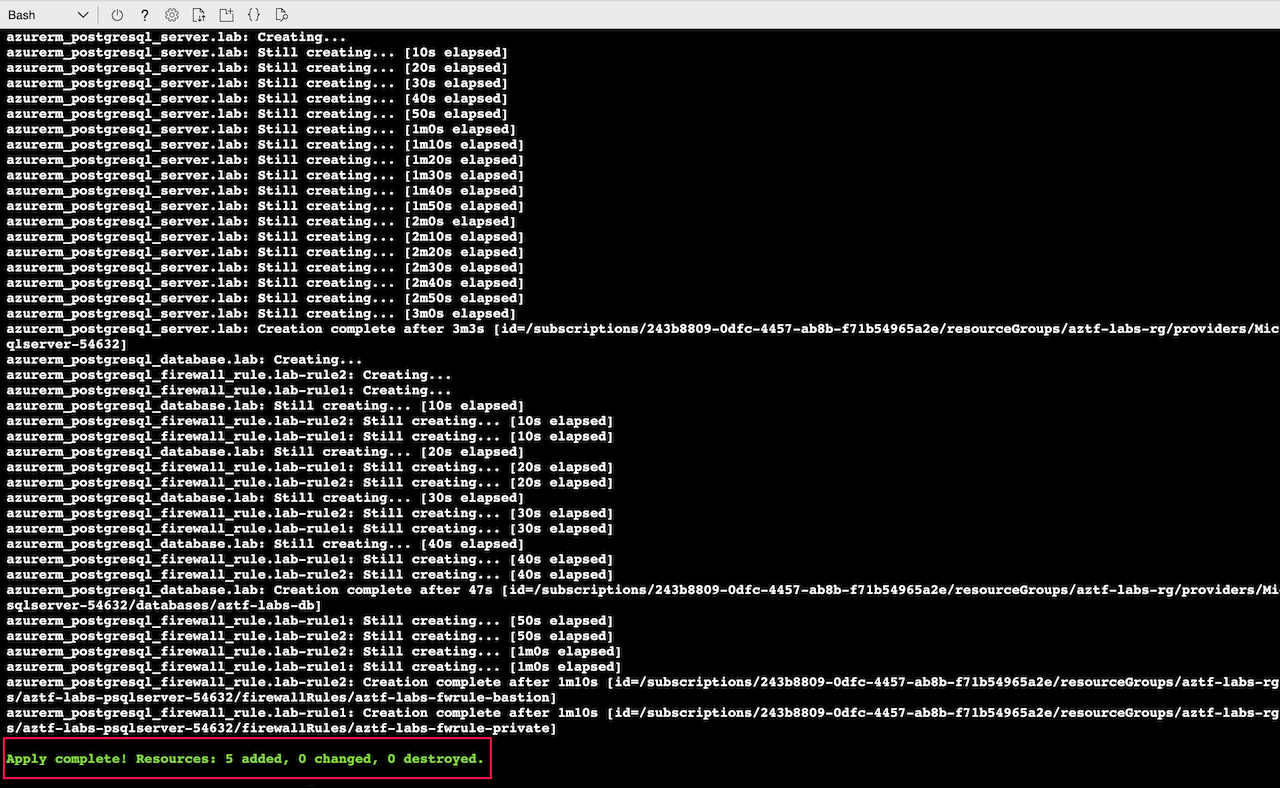 Bash
?
{}
azurerm_postgresql_server.lab: Creating...
azurerm_postgresql_server.lab: Still creating... [10s elapsed]
azurerm_postgresql_server.lab: Still creating... [20s elapsed]
azurerm_postgresql_server.lab: Still creating... [30s elapsed]
azurerm_postgresql_server.lab: Still creating... [40s elapsed]
azurerm_postgresql_server.lab: Still creating... [50s elapsed]
azurerm_postgresql_server.lab: Still creating... [1m0s elapsed]
azurerm_postgresql_server.lab: Still creating... [1m10s elapsed]
azurerm_postgresql_server.lab: Still creating... [1m20s elapsed]
azurerm_postgresql_server.lab: Still creating... [1m30s elapsed]
azurerm_postgresql_server.lab: Still creating... [1m40s elapsed]
azurerm_postgresql_server.lab: Still creating... [1m50s elapsed]
azurerm_postgresql_server.lab: Still creating... [2m0s elapsed]
azurerm_postgresql_server.lab: Still creating... [2m10s elapsed]
azurerm_postgresql_server.lab: Still creating... [2m20s elapsed]
azurerm_postgresql_server.lab: Still creating... [2m30s elapsed]
azurerm_postgresql_server.lab: Still creating... [2m40s elapsed]
azurerm_postgresql_server.lab: Still creating... [2m50s elapsed]
azurerm_postgresql_server.lab: Still creating... [3m0s elapsed]
azurerm_postgresql_server.lab: Creation complete after 3m3s [id=/subscriptions/243b8809-0dfc-4457-ab8b-f71b54965a2e/resourceGroups/aztf-labs-rg/providers/Mic
qlserver-54632]
azurerm_postgresql_database.lab: Creating...
azurerm_postgresql_firewall_rule.lab-rule2: Creating...
azurerm_postgresql_firewall_rule.lab-rule1: Creating...
azurerm_postgresql_database.lab: Still creating... [10s elapsed]
azurerm_postgresql_firewall_rule.lab-rule2: Still creating... [10s elapsed]
azurerm_postgresql_firewall_rule.lab-rule1: Still creating... [10s elapsed]
azurerm_postgresql_database.lab: Still creating... [20s elapsed]
azurerm_postgresql_firewall_rule.lab-rule1: Still creating... [20s elapsed]
azurerm_postgresql_firewall_rule.lab-rule2: Still creating... [20s elapsed]
azurerm_postgresql_database.lab: Still creating... [30s elapsed]
azurerm_postgresql_firewall_rule.lab-rule2: Still creating... [30s elapsed]
azurerm_postgresql_firewall_rule.lab-rule1: Still creating... [30s elapsed]
azurerm_postgresql_database.lab: Still creating... [40s elapsed]
azurerm_postgresql_firewall_rule.lab-rule1: Still creating... [40s elapsed]
azurerm_postgresql_firewall_rule.lab-rule2: Still creating... [40s elapsed]
azurerm_postgresql_database.lab: Creation complete after 47s [id=/subscriptions/243b8809-0dfc-4457-ab8b-f71b54965a2e/resourceGroups/aztf-labs-rg/providers/Mi
sqlserver-54632/databases/aztf-labs-db]
azurerm_postgresql_firewall_rule.lab-rule1: Still creating... [50s elapsed]
azurerm_postgresql_firewall_rule.lab-rule2: Still creating... [50s elapsed]
azurerm_postgresql_firewall_rule.lab-rule2: Still creating... [1m0s elapsed]
azurerm_postgresql_firewall_rule.lab-rule1: Still creating... [1m0s elapsed]
azurerm_postgresql_firewall_rule.lab-rule2: Creation complete after 1m10s [id=/subscriptions/243b8809-0dfc-4457-ab8b-f71b54965a2e/resourceGroups/aztf-labs-rg
s/aztf-labs-psqlserver-54632/firewallRules/aztf-labs-fwrule-bastion]
azurerm_postgresql_firewall_rule.lab-rule1: Creation complete after 1m10s [id=/subscriptions/243b8809-0dfc-4457-ab8b-f71b54965a2e/resourceGroups/aztf-labs-rg
s/aztf-labs-psqlserver-54632/firewallRules/aztf-labs-fwrule-private]
Apply complete! Resources: 5 added, 0 changed, 0 destroyed.